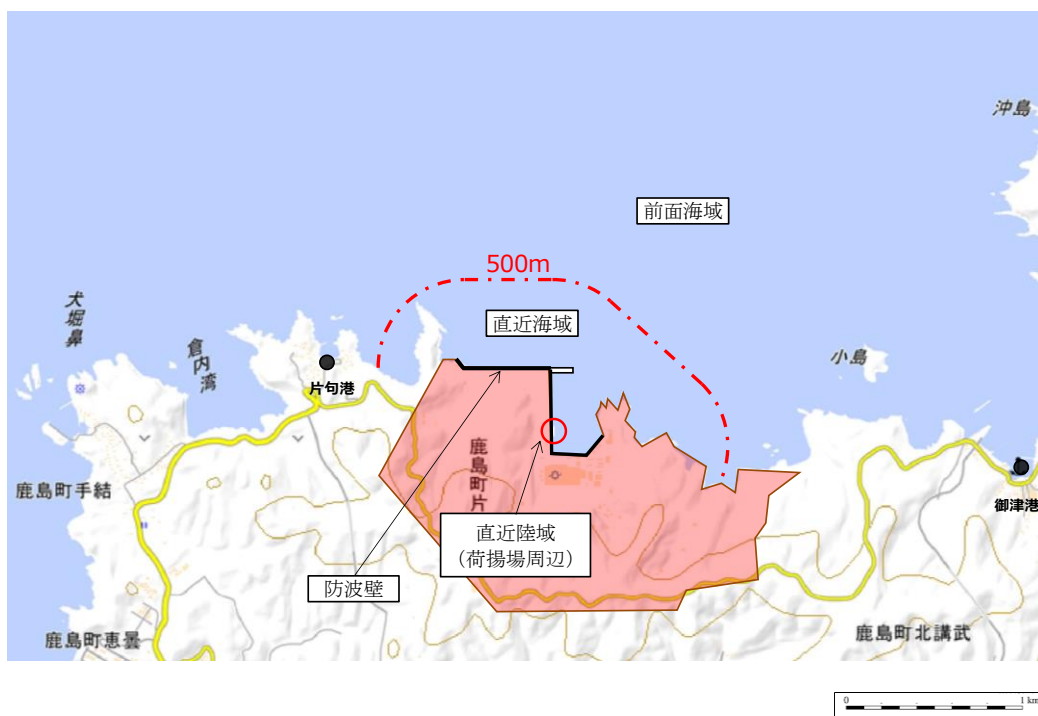 沖島
前面海域
500m
直近海域
犬堀鼻
倉内湾
小島
片句港
鹿島町片
御津港
鹿島町手結
直近陸域
(荷揚場周辺)
防波壁
鹿島町恵曇
鹿島町北講武
0 1 km